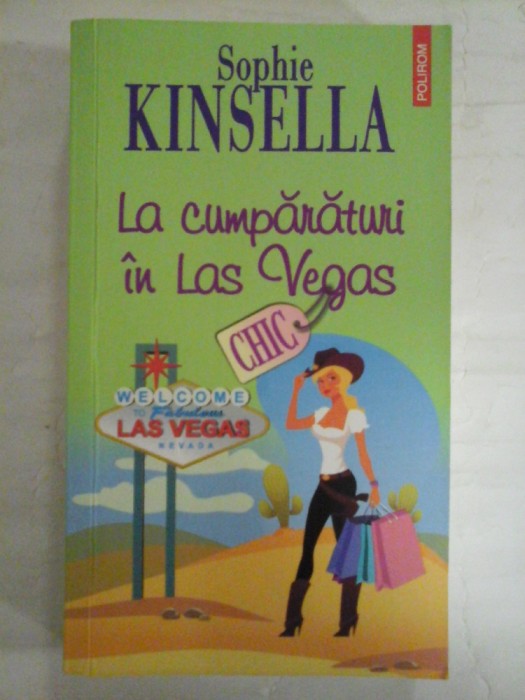 Sophie
KINSELLA
POLIROM
La cumpărături
în Las Vegas
CHIC
WELCOME
TO Fabulous
LAS VEGAS
NEVADA